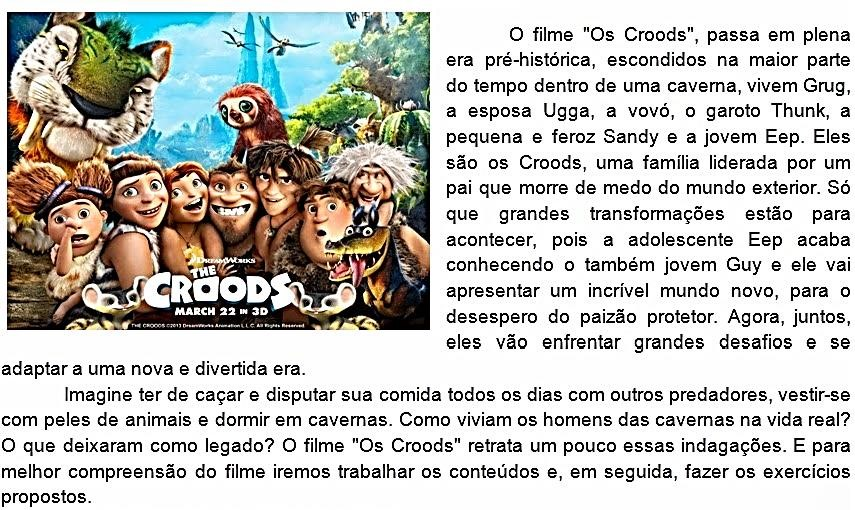 DREAMWORKS
THE
CROODS
MARCH 22 IN 3D
THE CROODS ©2013 DreamWorks Animation L.L.C. All Rights Reserved.
O filme "Os Croods", passa em plena
era pré-histórica, escondidos na maior parte
do tempo dentro de uma caverna, vivem Grug,
a esposa Ugga, a vovó, o garoto Thunk, a
pequena e feroz Sandy e a jovem Eep. Eles
são os Croods, uma família liderada por um
pai que morre de medo do mundo exterior. Só
que grandes transformações estão para
acontecer, pois a adolescente Eep acaba
conhecendo o também jovem Guy e ele vai
apresentar um incrível mundo novo, para o
desespero do paizão protetor. Agora, juntos,
eles vão enfrentar grandes desafios e se
adaptar a uma nova e divertida era.
Imagine ter de caçar e disputar sua comida todos os dias com outros predadores, vestir-se
com peles de animais e dormir em cavernas. Como viviam os homens das cavernas na vida real?
O que deixaram como legado? O filme "Os Croods" retrata um pouco essas indagações. E para
melhor compreensão do filme iremos trabalhar os conteúdos e, em seguida, fazer os exercícios
propostos.